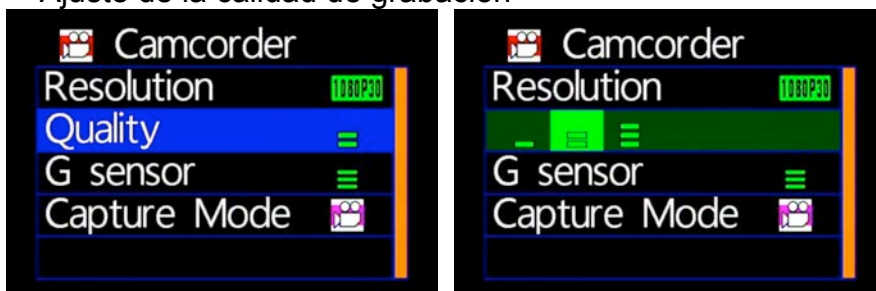 Ajuste de la calidad de grabación
Camcorder
Resolution 1080P30
Quality
G sensor
Capture Mode
Camcorder
Resolution 1080P30
G sensor
Capture Mode